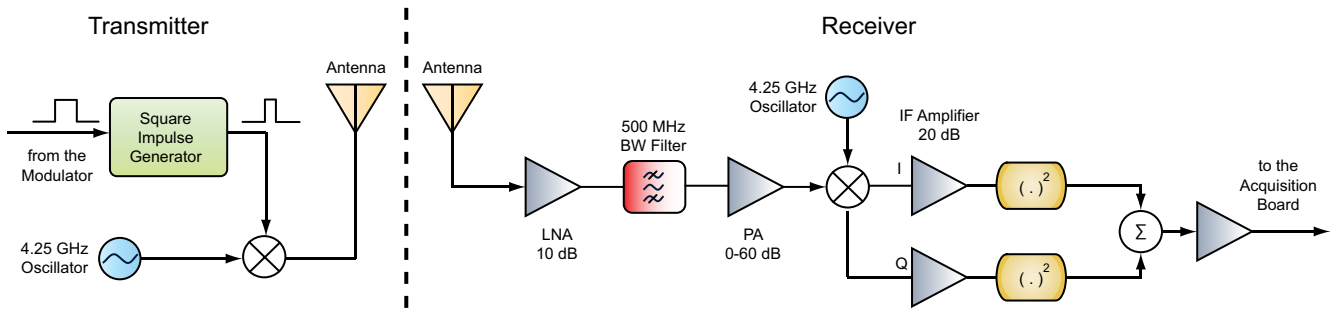 Transmitter
Receiver
Antenna
Antenna
4.25 GHz
Oscillator
Square
Impulse
Generator
from the
Modulator
4.25 GHz
Oscillator
500 MHz
BW Filter
IF Amplifier
20 dB
LNA
10 dB
PA
0-60 dB
I
Q
( . )²
( . )²
Σ
to the
Acquisition
Board